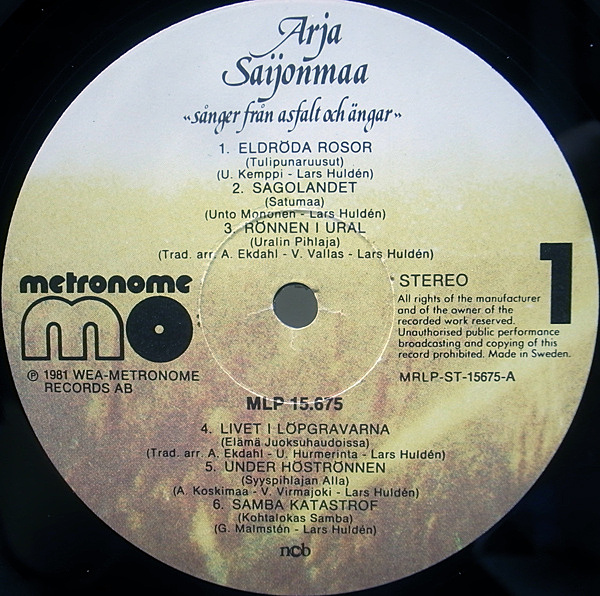 Arja
Saijonmaa
«sånger från asfalt och ängar»
1. ELDRÖDA ROSOR
(Tulipunaruusut)
(U. Kemppi - Lars Huldén)
2. SAGOLANDET
(Satumaa)
(Unto Mononen - Lars Huldén)
3. RÖNNEN I URAL
(Uralin Pihlaja)
(Trad. arr. A. Ekdahl - V. Vallas - Lars Huldén)
metronome
mo
℗ 1981 WEA-METRONOME
RECORDS AB
STEREO
1
All rights of the manufacturer
and of the owner of the
recorded work reserved.
Unauthorised public performance
broadcasting and copying of this
record prohibited. Made in Sweden.
MRLP-ST-15675-A
MLP 15.675
4. LIVET I LÖPGRAVARNA
(Elämä Juoksuhaudoissa)
(Trad. arr. A. Ekdahl - U. Hurmerinta - Lars Huldén)
5. UNDER HÖSTRÖNNEN
(Syyspihlajan Alla)
(A. Koskimaa - V. Virmajoki - Lars Huldén)
6. SAMBA KATASTROF
(Kohtalokas Samba)
(G. Malmstén - Lars Huldén)
ncb